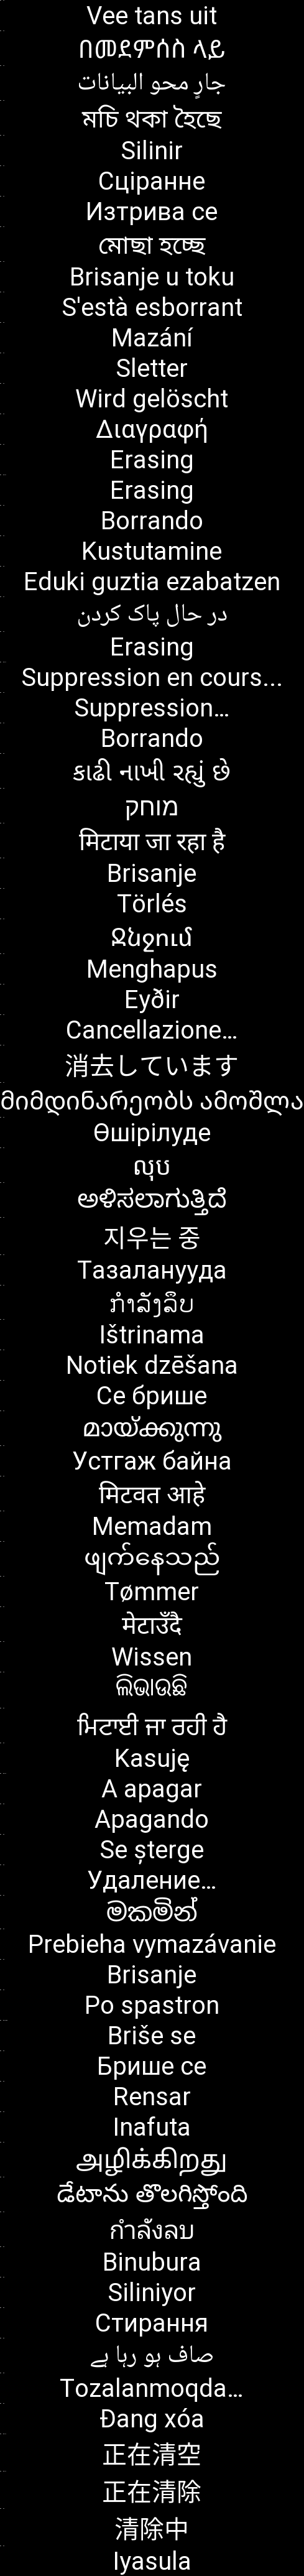 Vee tans uit
በመደምሰስ ላይ
جارٍ محو البيانات
মচি থকা হৈছে
Silinir
Сціранне
Изтрива се
মোছা হচ্ছে
Brisanje u toku
S'està esborrant
Mazání
Sletter
Wird gelöscht
Διαγραφή
Erasing
Erasing
Borrando
Kustutamine
Eduki guztia ezabatzen
در حال پاک کردن
Erasing
Suppression en cours...
Suppression…
Borrando
કાઢી નાખી રહ્યું છે
מוחק
मिटाया जा रहा है
Brisanje
Törlés
Ջնջում
Menghapus
Eyðir
Cancellazione…
消去しています
მიმდინარეობს ამოშლა
Өшірілуде
លុប
ಅಳಿಸಲಾಗುತ್ತಿದೆ
지우는 중
Тазаланууда
ກຳລັງລຶບ
Ištrinama
Notiek dzēšana
Се брише
മായ്ക്കുന്നു
Устгаж байна
मिटवत आहे
Memadam
ဖျက်နေသည်
Tømmer
मेटाउँदै
Wissen
ଲିଭାଉଛି
ਮਿਟਾਈ ਜਾ ਰਹੀ ਹੈ
Kasuję
A apagar
Apagando
Se șterge
Удаление…
මකමින්
Prebieha vymazávanie
Brisanje
Po spastron
Briše se
Брише се
Rensar
Inafuta
அழிக்கிறது
డేటాను తొలగిస్తోంది
กำลังลบ
Binubura
Siliniyor
Стирання
صاف ہو رہا ہے
Tozalanmoqda…
Đang xóa
正在清空
正在清除
清除中
Iyasula